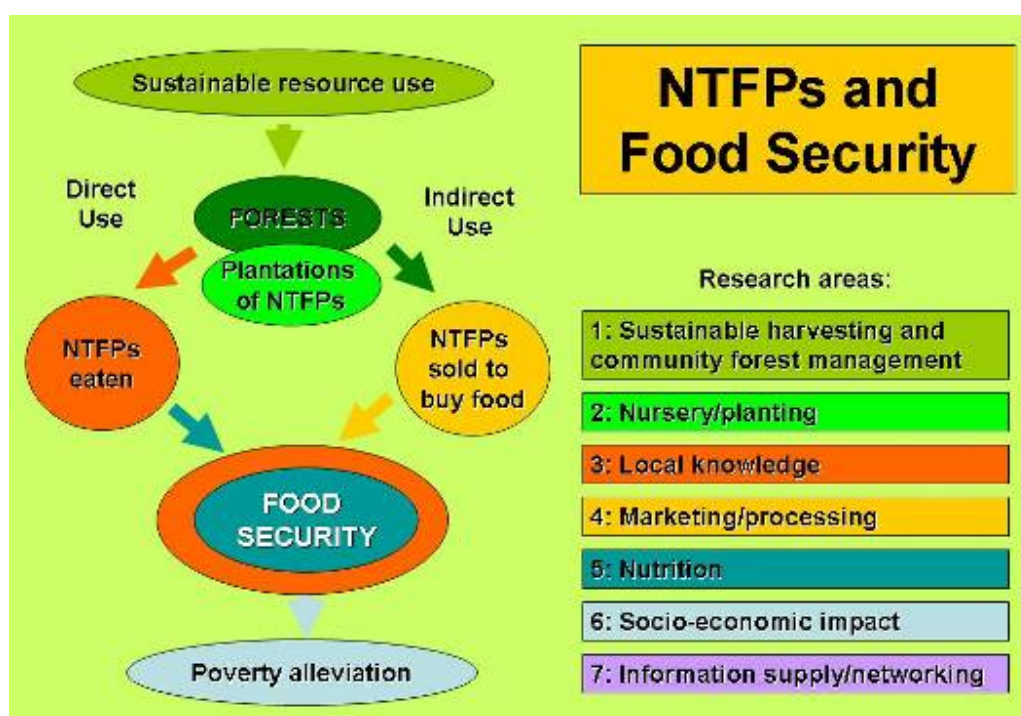 Sustainable resource use
Direct
Use
FORESTS
Indirect
Use
Plantations
of NTFPs
NTFPs
eaten
NTFPs
sold to
buy food
FOOD
SECURITY
Poverty alleviation
NTFPs and
Food Security
Research areas:
1: Sustainable harvesting and
community forest management
2: Nursery/planting
3: Local knowledge
4: Marketing/processing
5: Nutrition
6: Socio-economic impact
7: Information supply/networking